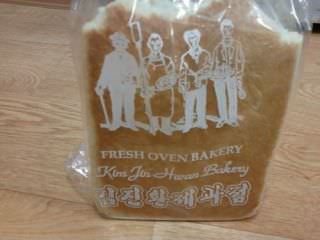 FRESH OVEN BAKERY
Kim Jin Hwan Bakery
김진환제과점